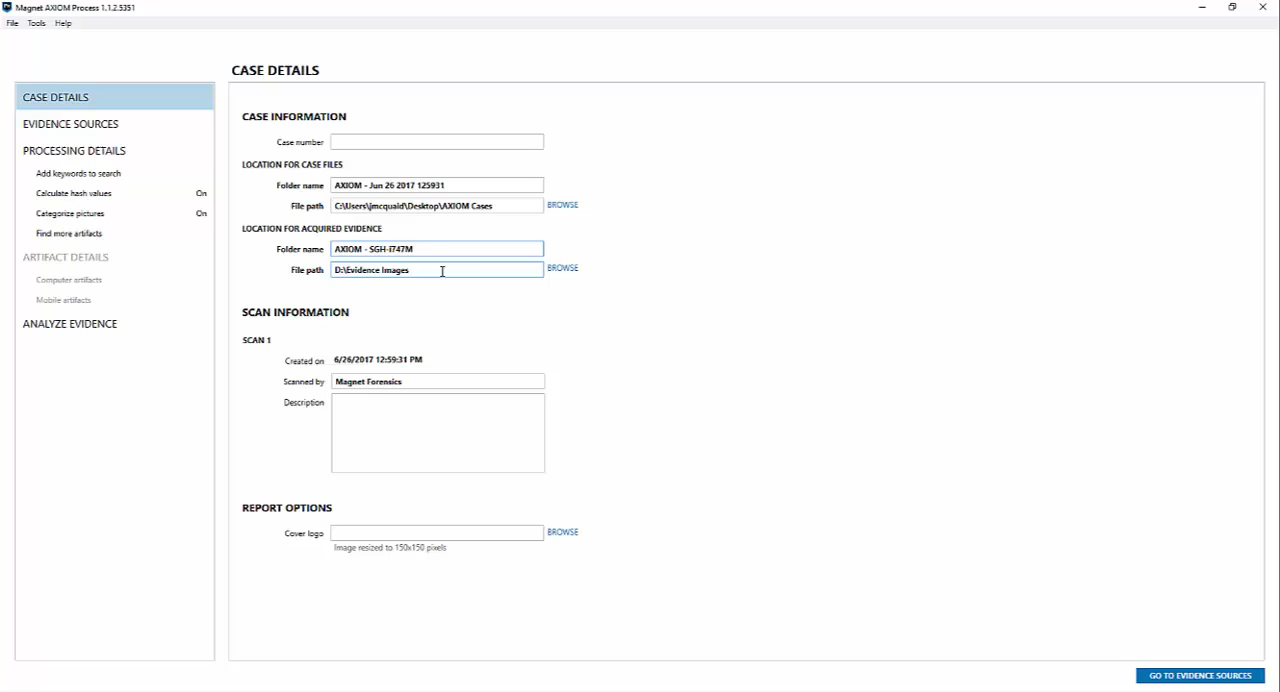 Magnet AXIOM Process 1.1.2.5351
File Tools Help
CASE DETAILS
EVIDENCE SOURCES
PROCESSING DETAILS
Add keywords to search
Calculate hash values On
Categorize pictures On
Find more artifacts
ARTIFACT DETAILS
Computer artifacts
Mobile artifacts
ANALYZE EVIDENCE
CASE DETAILS
CASE INFORMATION
Case number
LOCATION FOR CASE FILES
Folder name AXIOM - Jun 26 2017 125931
File path C:\Users\jmcquaid\Desktop\AXIOM Cases BROWSE
LOCATION FOR ACQUIRED EVIDENCE
Folder name AXIOM - SGH-I747M
File path D:\Evidence Images BROWSE
SCAN INFORMATION
SCAN 1
Created on 6/26/2017 12:59:31 PM
Scanned by Magnet Forensics
Description
REPORT OPTIONS
Cover logo BROWSE
Image resized to 150x150 pixels
GO TO EVIDENCE SOURCES